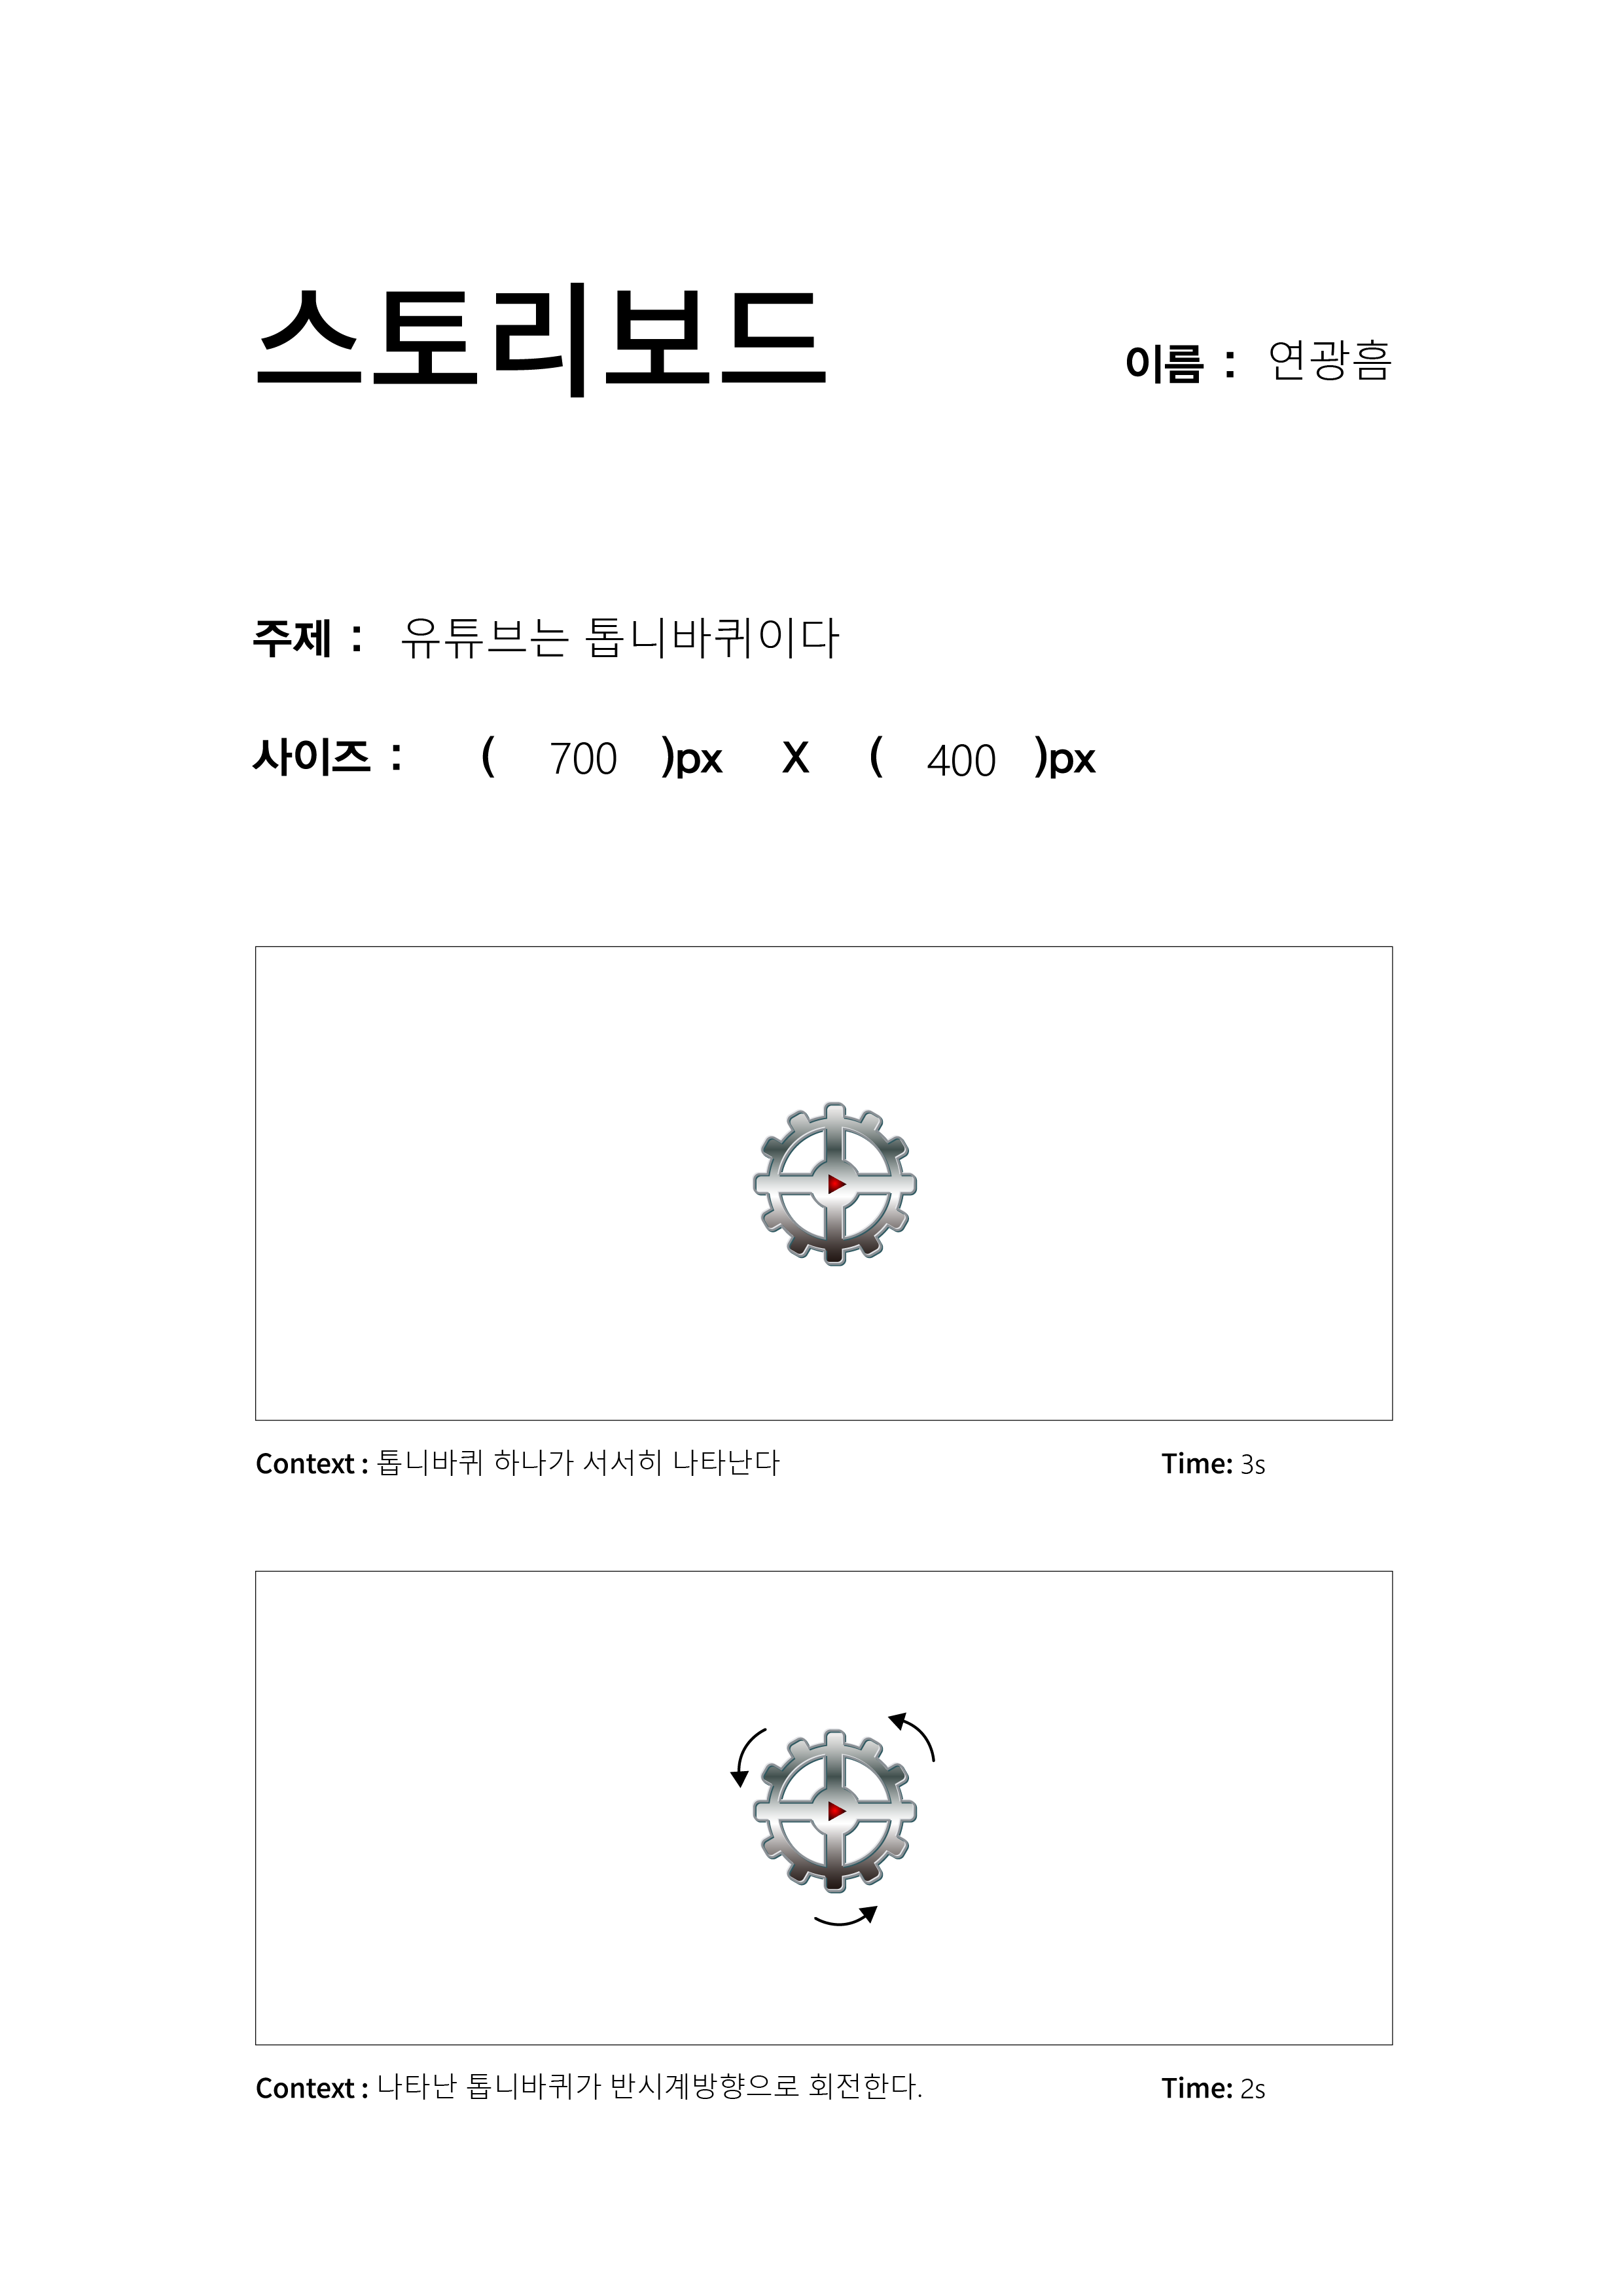 스토리보드
이름 : 연광흠
주제 : 유튜브는 톱니바퀴이다
사이즈 : ( 700 )px X ( 400 )px
Context : 톱니바퀴 하나가 서서히 나타난다 Time: 3s
Context : 나타난 톱니바퀴가 반시계방향으로 회전한다. Time: 2s